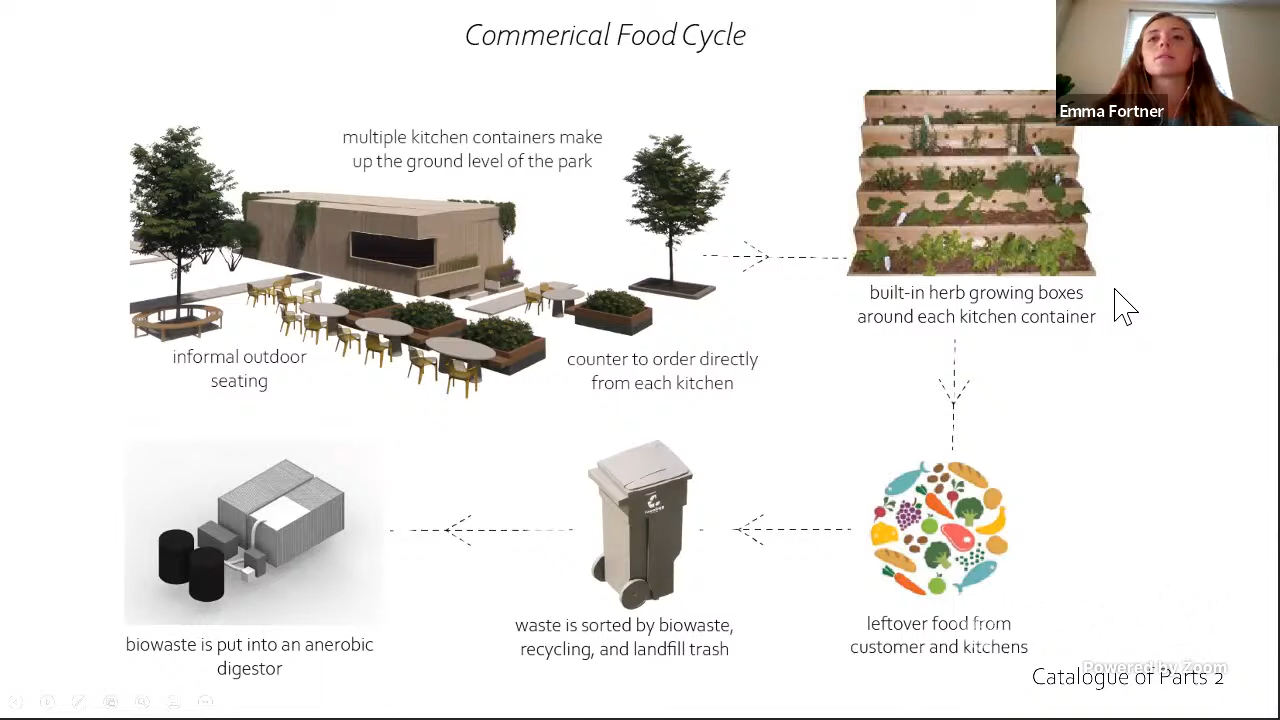 Commerical Food Cycle
Emma Fortner
multiple kitchen containers make
up the ground level of the park
built-in herb growing boxes
around each kitchen container
informal outdoor
seating
counter to order directly
from each kitchen
biowaste is put into an anerobic
digestor
waste is sorted by biowaste,
recycling, and landfill trash
leftover food from
customer and kitchens
Powered by Zoom
Catalogue of Parts 2